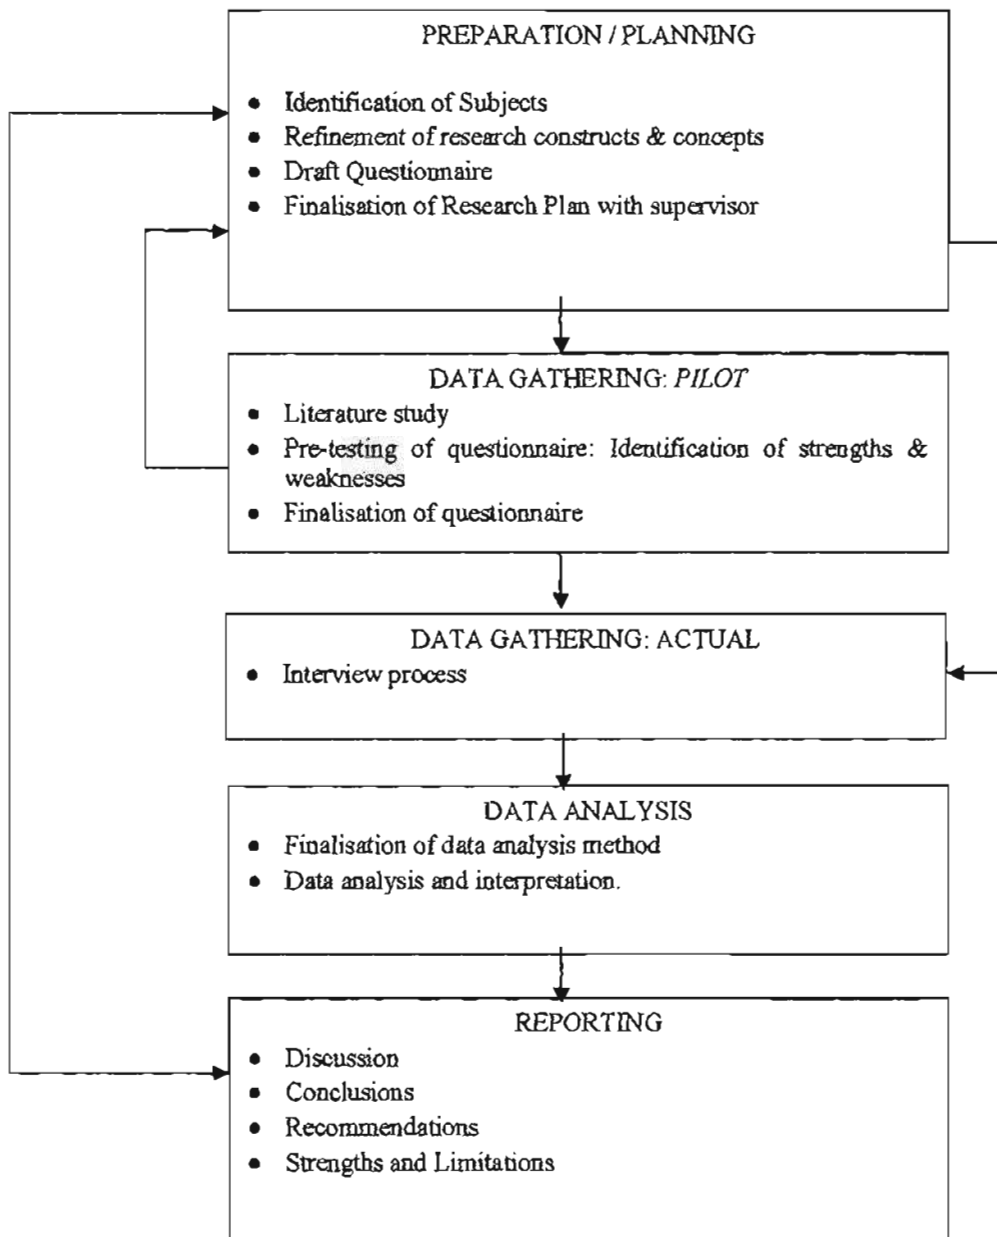 PREPARATION / PLANNING
• Identification of Subjects
• Refinement of research constructs & concepts
• Draft Questionnaire
• Finalisation of Research Plan with supervisor
DATA GATHERING: PILOT
• Literature study
• Pre-testing of questionnaire: Identification of strengths &
weaknesses
• Finalisation of questionnaire
DATA GATHERING: ACTUAL
• Interview process
DATA ANALYSIS
• Finalisation of data analysis method
• Data analysis and interpretation.
REPORTING
• Discussion
• Conclusions
• Recommendations
• Strengths and Limitations